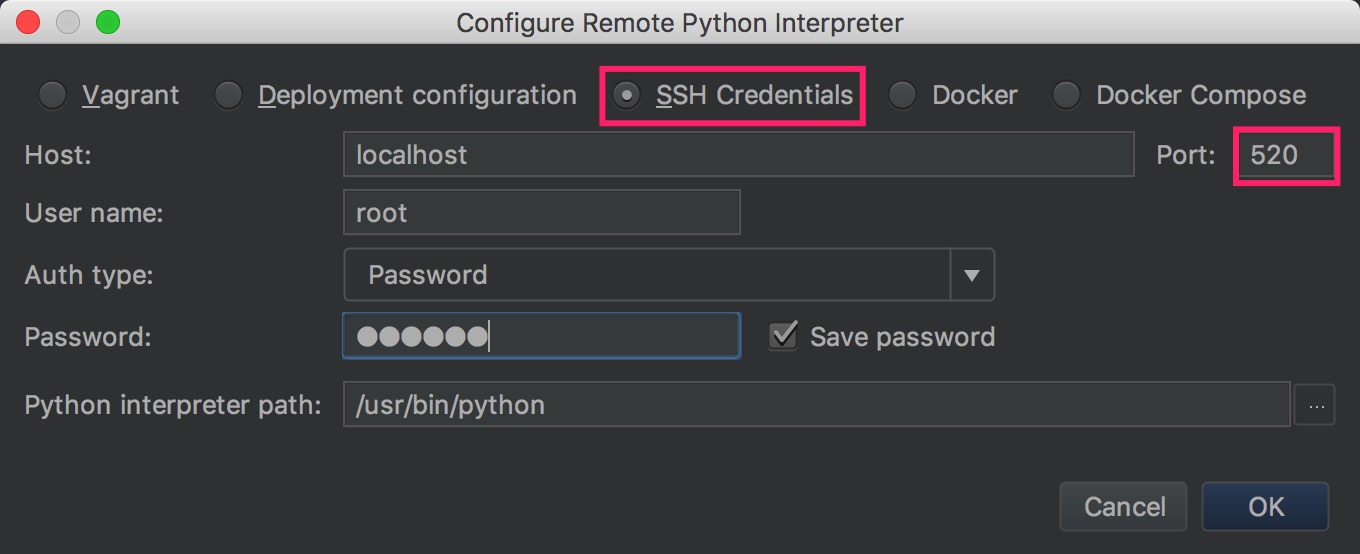 Configure Remote Python Interpreter
Vagrant Deployment configuration SSH Credentials Docker Docker Compose
Host: localhost Port: 520
User name: root
Auth type: Password
Password: ●●●●●● Save password
Python interpreter path: /usr/bin/python ...
Cancel OK